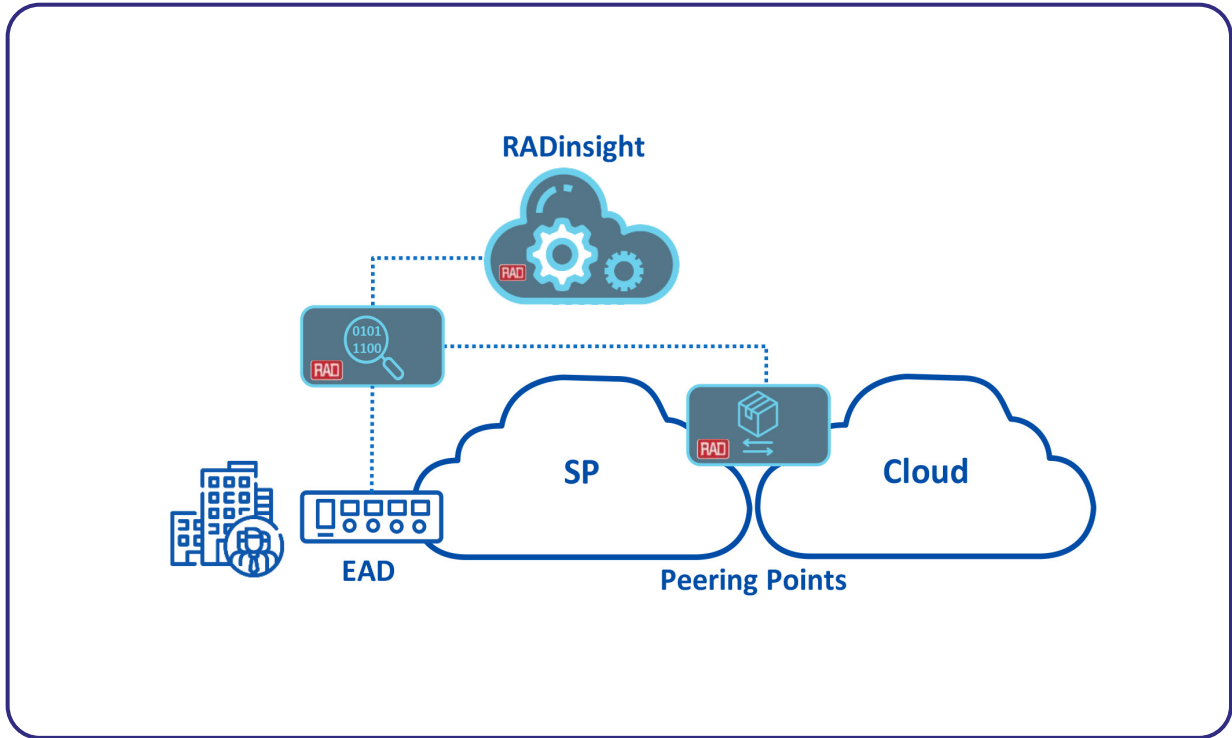 RADinsight
RAD
0101
1100
RAD
RAD
SP
Cloud
EAD
Peering Points